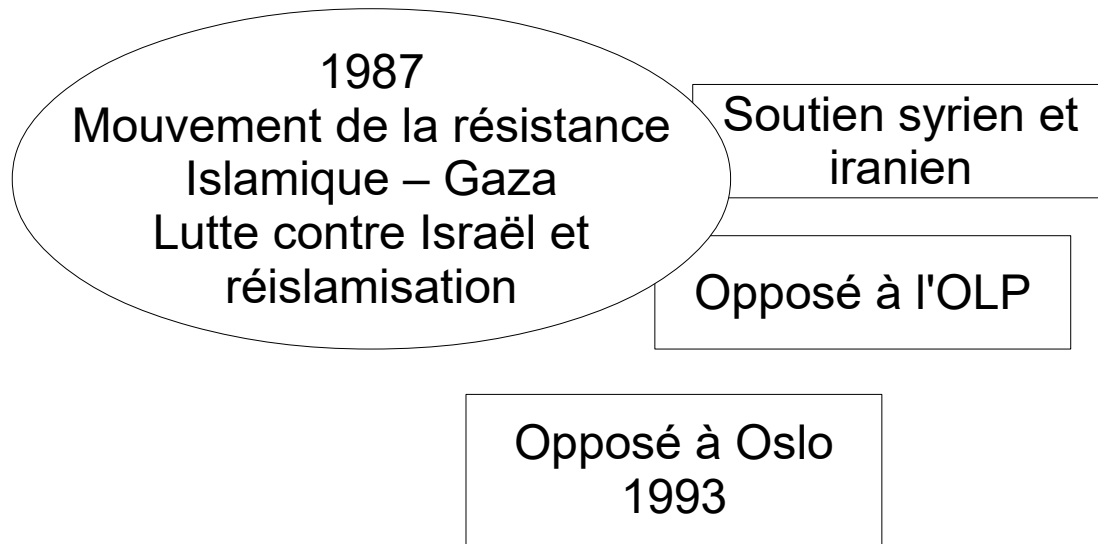 1987
Mouvement de la résistance
Islamique – Gaza
Lutte contre Israël et
réislamisation
Soutien syrien et
iranien
Opposé à l'OLP
Opposé à Oslo
1993